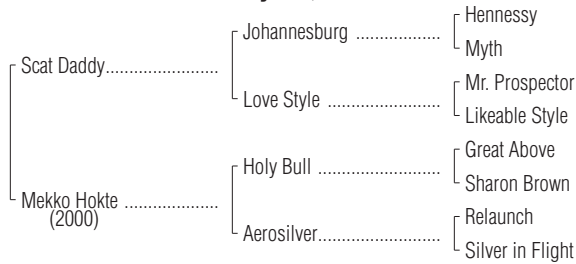 Hennessy
Johannesburg ..................
Myth
Scat Daddy........................
Mr. Prospector
Love Style ........................
Likeable Style
Great Above
Holy Bull ..........................
Sharon Brown
Mekko Hokte ....................
(2000)
Relaunch
Aerosilver..........................
Silver in Flight